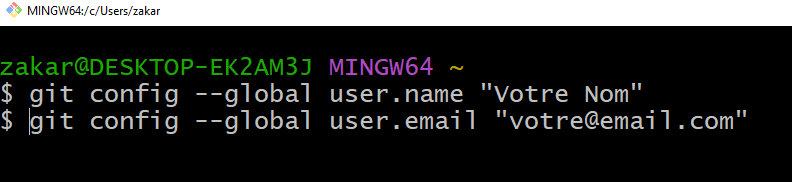 MINGW64:/c/Users/zakar
zakar@DESKTOP-EK2AM3J MINGW64 ~
$ git config --global user.name "Votre Nom"
$ git config --global user.email "votre@email.com"